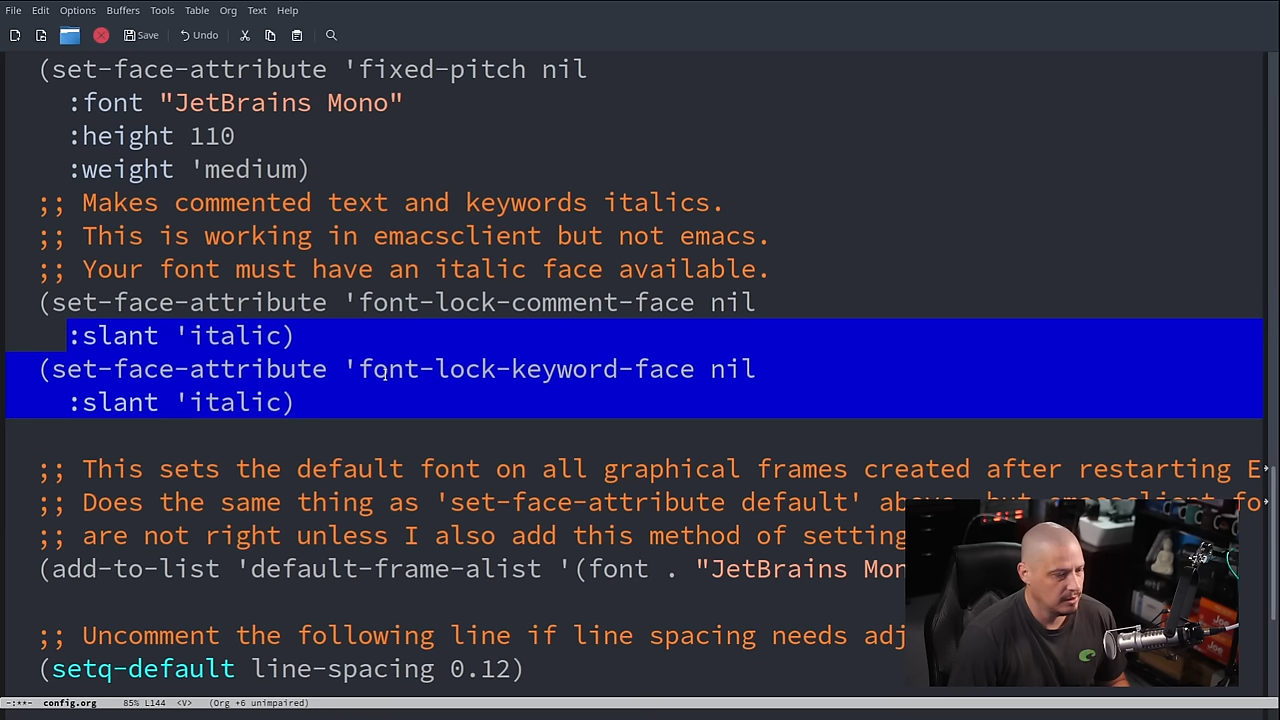 File Edit Options Buffers Tools Table Org Text Help
Save Undo
(set-face-attribute 'fixed-pitch nil
:font "JetBrains Mono"
:height 110
:weight 'medium)
;; Makes commented text and keywords italics.
;; This is working in emacsclient but not emacs.
;; Your font must have an italic face available.
(set-face-attribute 'font-lock-comment-face nil
:slant 'italic)
(set-face-attribute 'font-lock-keyword-face nil
:slant 'italic)
;; This sets the default font on all graphical frames created after restarting E
;; Does the same thing as 'set-face-attribute default' above, but emacsclient fo
;; are not right unless I also add this method of setting
(add-to-list 'default-frame-alist '(font . "JetBrains Mon
;; Uncomment the following line if line spacing needs adj
(setq-default line-spacing 0.12)
-:**- config.org 85% L144 <V> (Org +6 unimpaired)